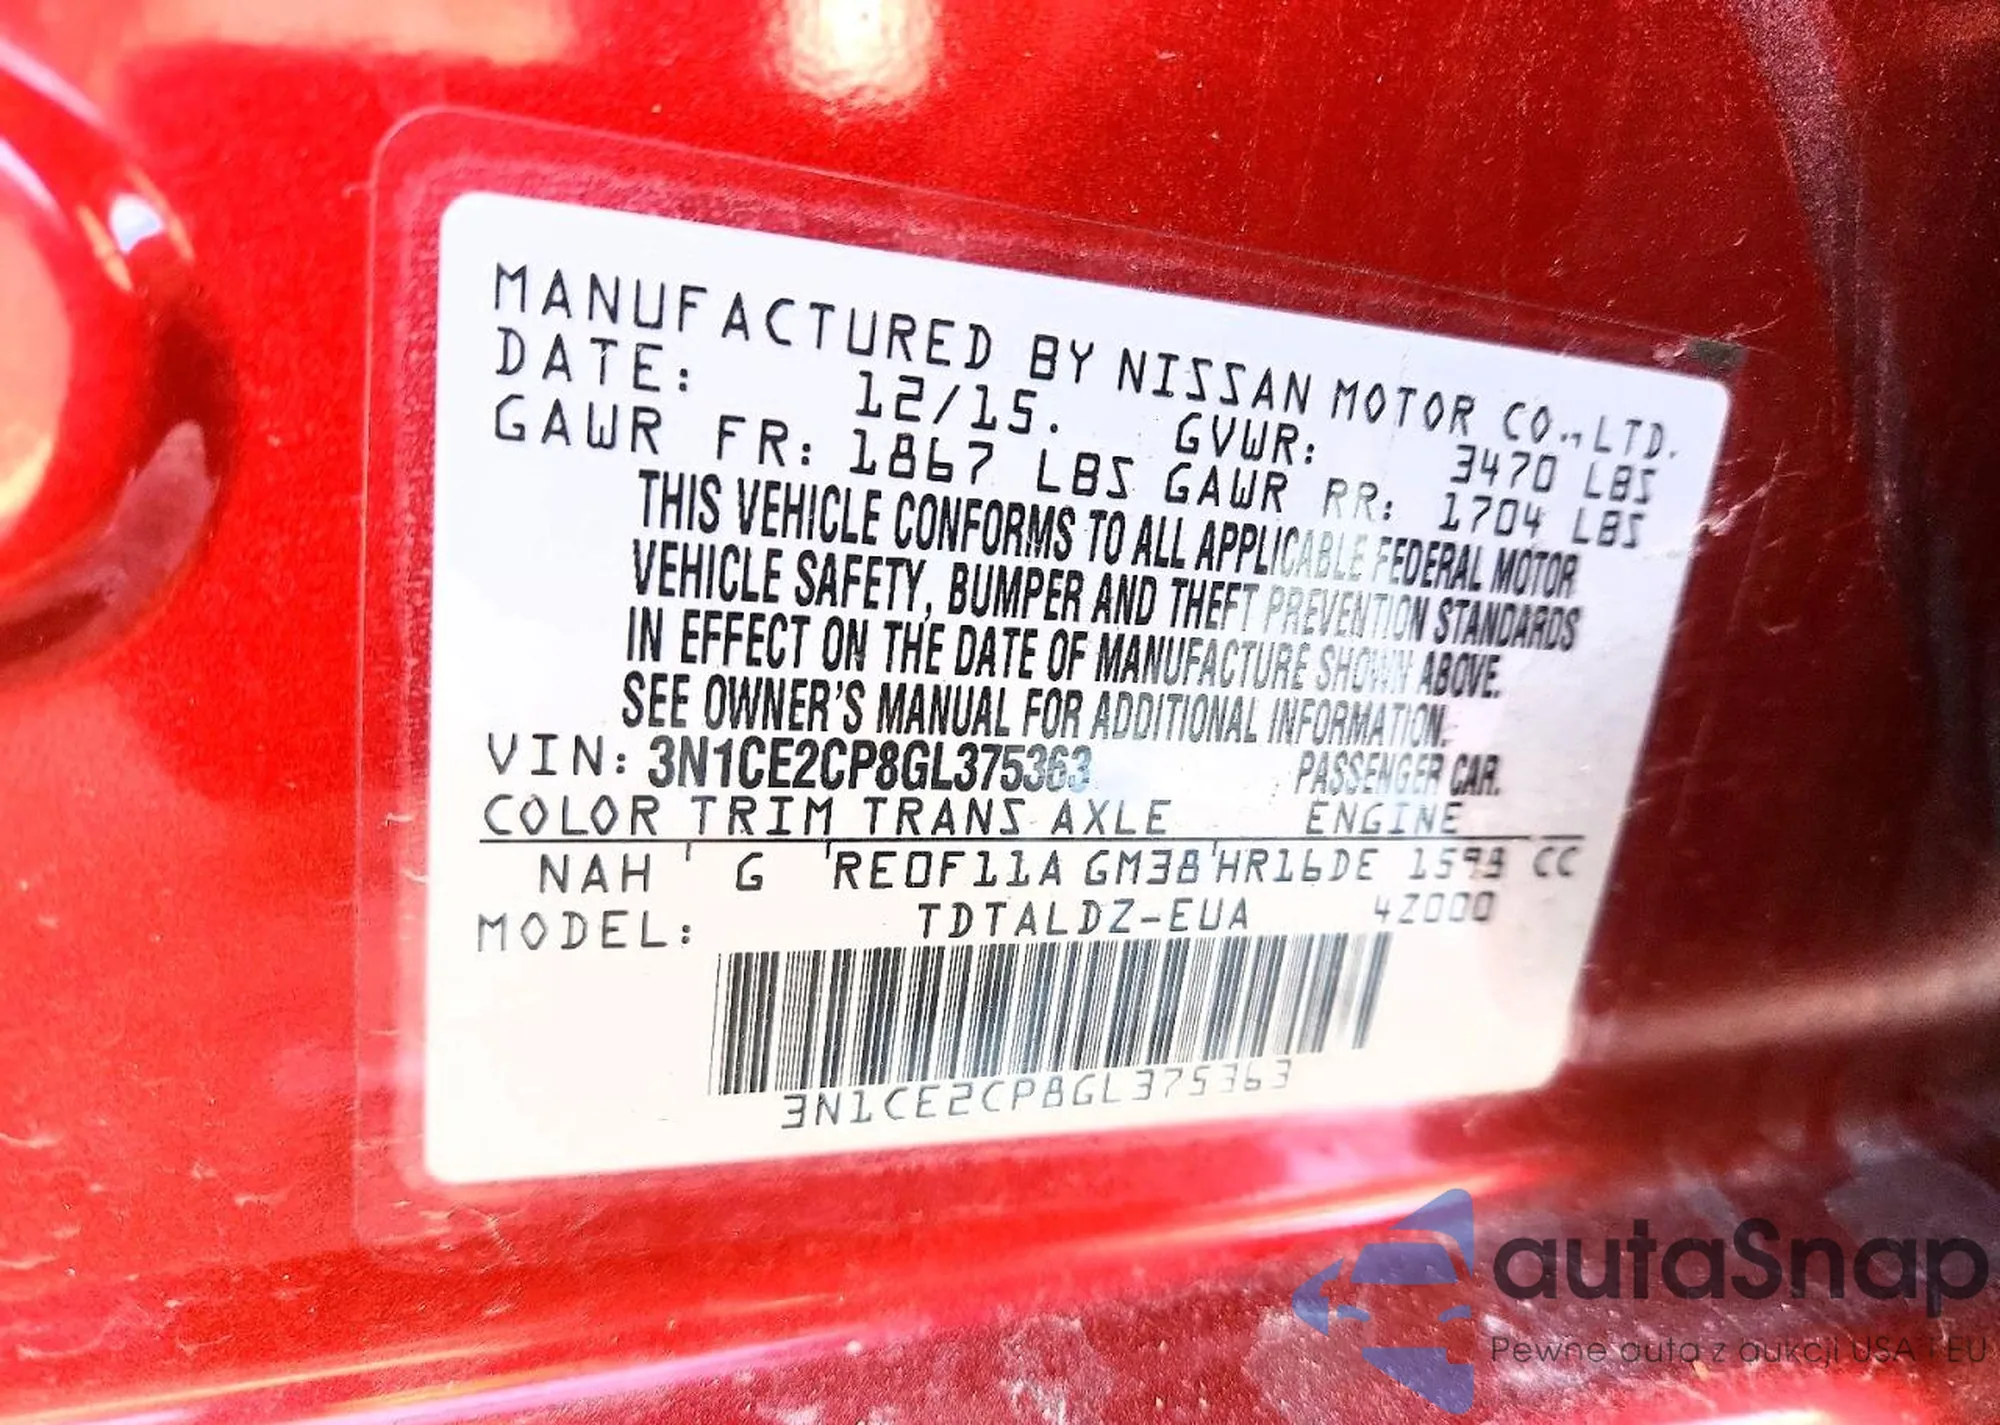 MANUFACTURED BY NISSAN MOTOR CO.,LTD.
DATE: 12/15. GVWR: 3470 LBS
GAWR FR: 1867 LBS GAWR RR: 1704 LBS
THIS VEHICLE CONFORMS TO ALL APPLICABLE FEDERAL MOTOR
VEHICLE SAFETY, BUMPER AND THEFT PREVENTION STANDARDS
IN EFFECT ON THE DATE OF MANUFACTURE SHOWN ABOVE.
SEE OWNER'S MANUAL FOR ADDITIONAL INFORMATION.
VIN: 3N1CE2CP8GL375363 PASSENGER CAR.
COLOR TRIM TRANS AXLE ENGINE
NAH G RE0F11A GM38 HR16DE 1598 CC
MODEL: TDTALDZ-EUA 4Z000
3N1CE2CP8GL375363
autaSnap
Pewne auta z aukcji USA i EU